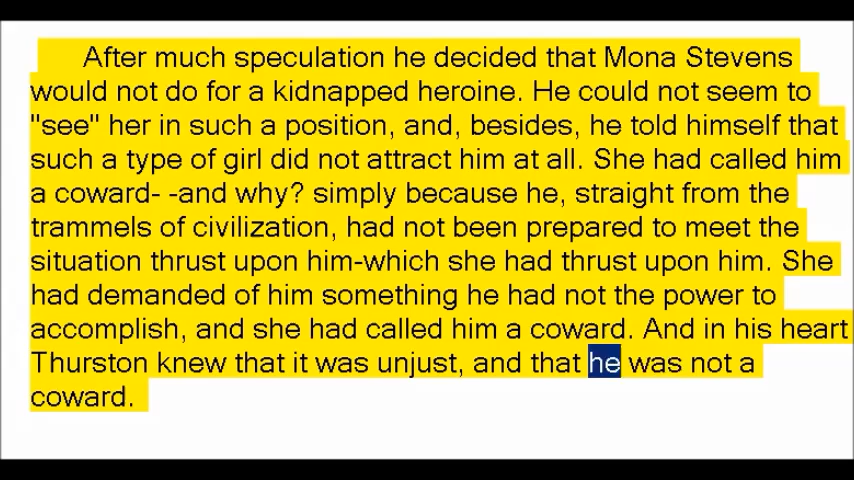 After much speculation he decided that Mona Stevens
would not do for a kidnapped heroine. He could not seem to
"see" her in such a position, and, besides, he told himself that
such a type of girl did not attract him at all. She had called him
a coward- -and why? simply because he, straight from the
trammels of civilization, had not been prepared to meet the
situation thrust upon him-which she had thrust upon him. She
had demanded of him something he had not the power to
accomplish, and she had called him a coward. And in his heart
Thurston knew that it was unjust, and that he was not a
coward.